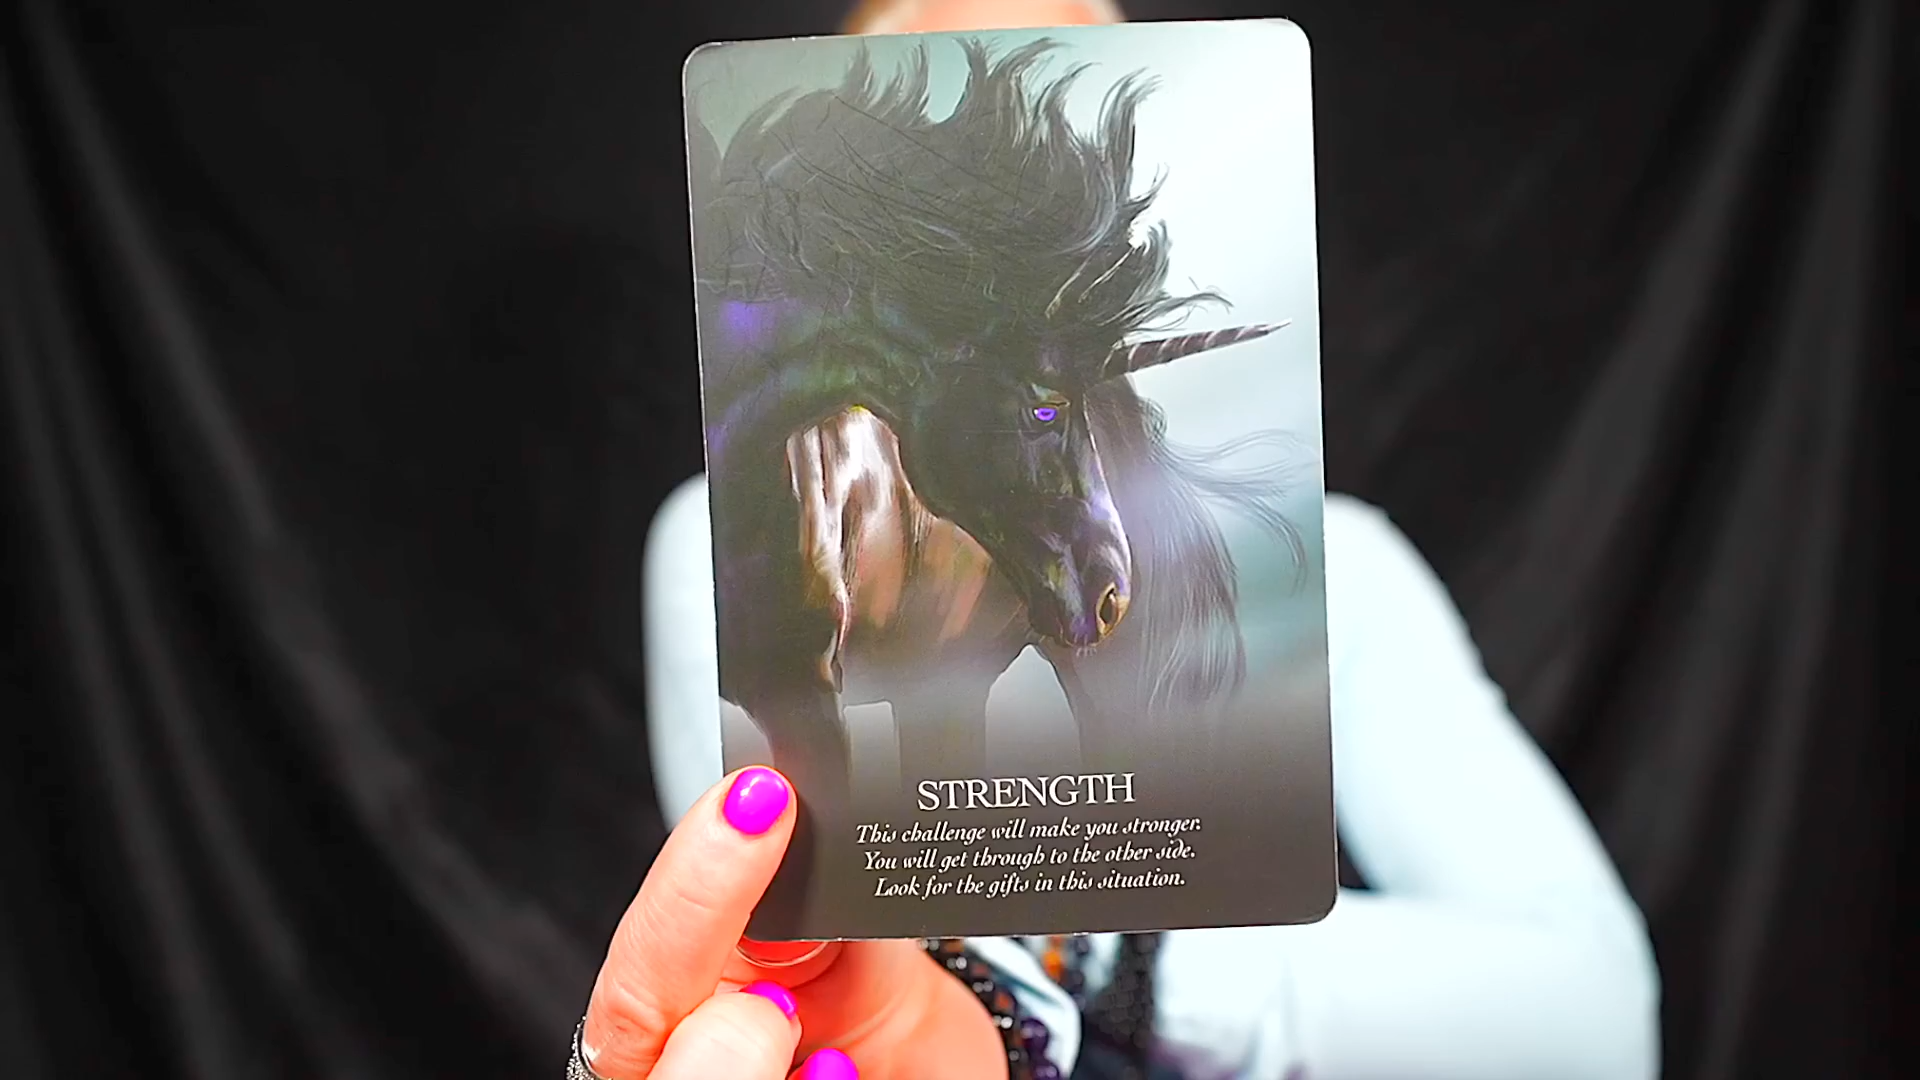 STRENGTH
This challenge will make you stronger.
You will get through to the other side.
Look for the gifts in this situation.